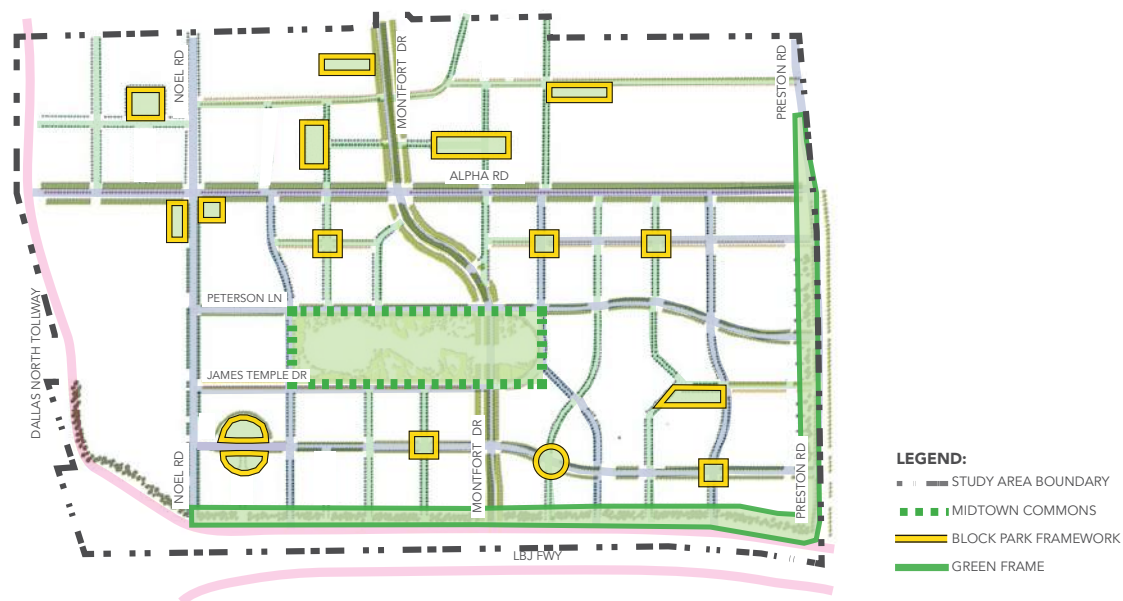 NOEL RD
MONTFORT DR
PRESTON RD
ALPHA RD
PETERSON LN
DALLAS NORTH TOLLWAY
JAMES TEMPLE DR
NOEL RD
MONTFORT DR
PRESTON RD
LBJ FWY
LEGEND:
STUDY AREA BOUNDARY
MIDTOWN COMMONS
BLOCK PARK FRAMEWORK
GREEN FRAME